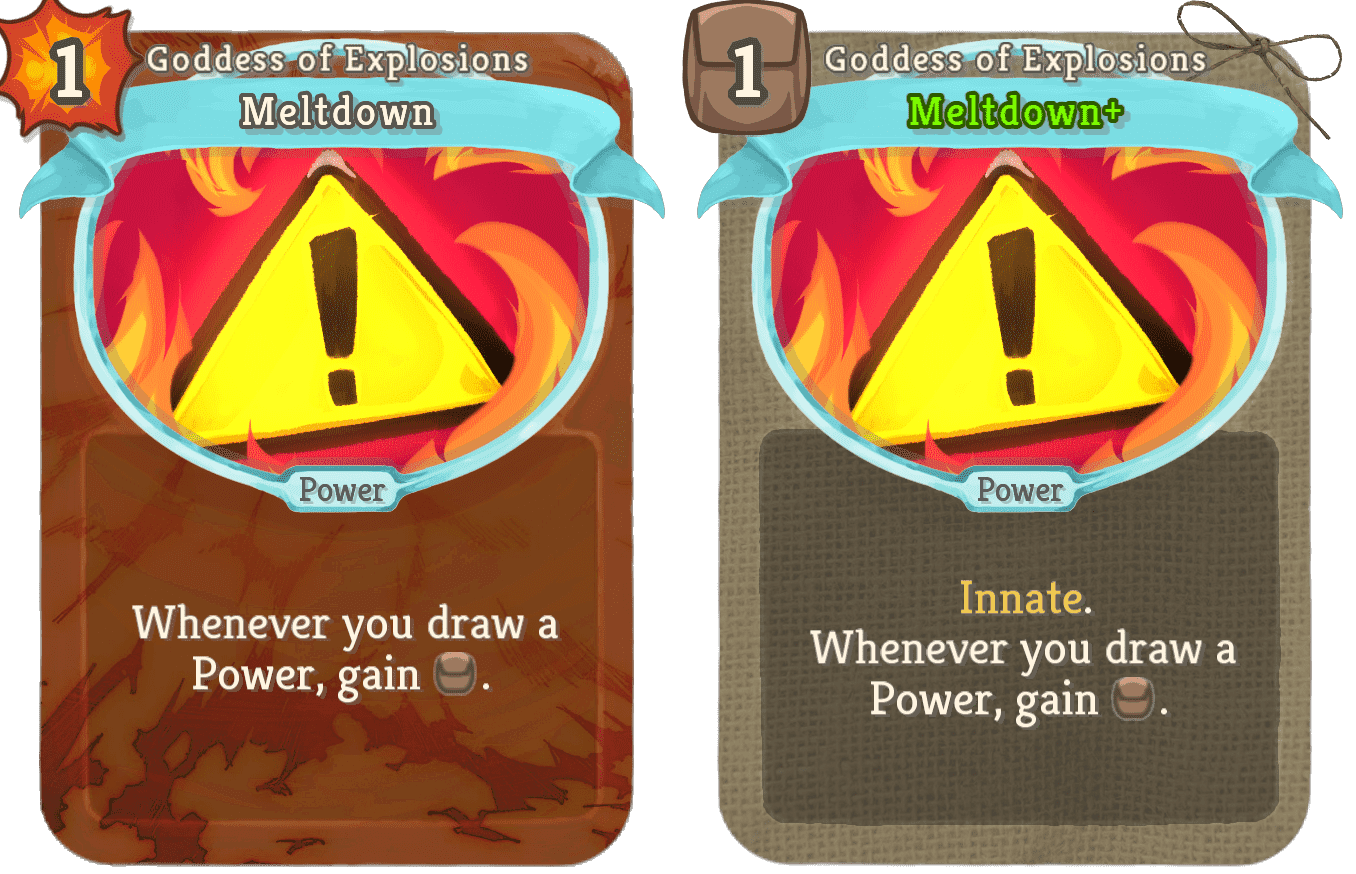 1
Goddess of Explosions
Meltdown
Power
Whenever you draw a
Power, gain .
1
Goddess of Explosions
Meltdown+
Power
Innate.
Whenever you draw a
Power, gain .